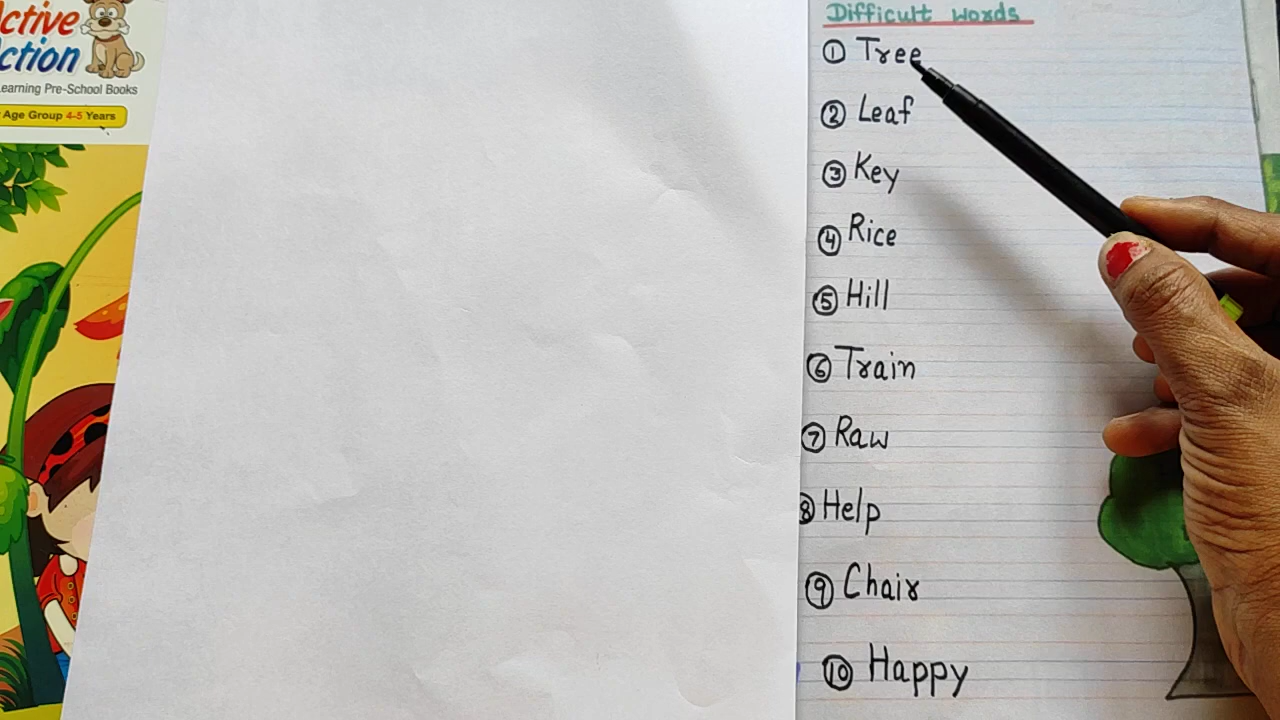 ctive
ction
earning Pre-School Books
Age Group 4-5 Years
Difficult words
① Tree
② Leaf
③ Key
④ Rice
⑤ Hill
⑥ Train
⑦ Raw
⑧ Help
⑨ Chair
⑩ Happy